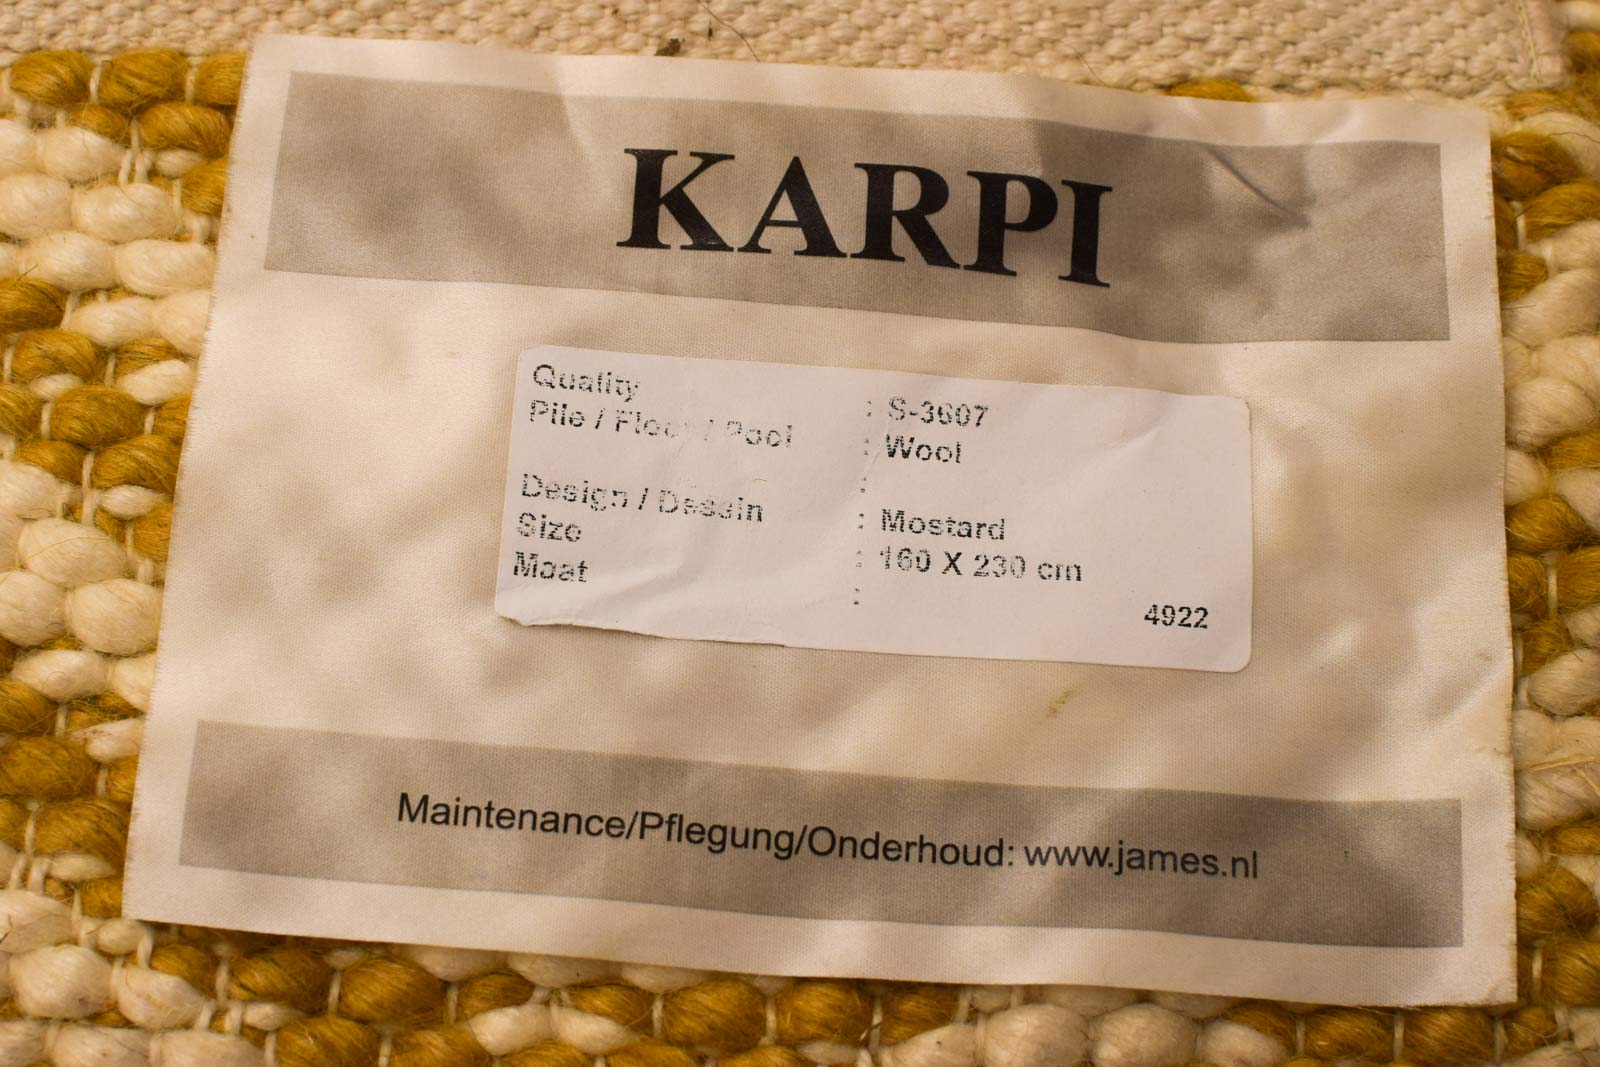 KARPI
Quality : S-3607
Pile / Floor / Pool : Wool
:
Design / Dessin : Mostard
Size : 160 X 230 cm
Maat :
4922
Maintenance/Pflegung/Onderhoud: www.james.nl